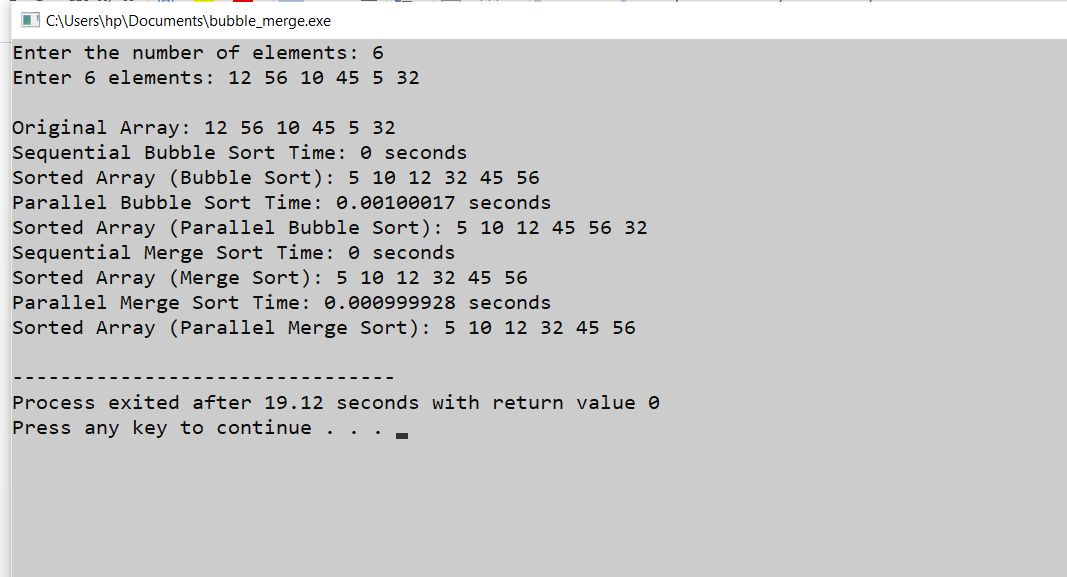 C:\Users\hp\Documents\bubble_merge.exe
Enter the number of elements: 6
Enter 6 elements: 12 56 10 45 5 32
Original Array: 12 56 10 45 5 32
Sequential Bubble Sort Time: 0 seconds
Sorted Array (Bubble Sort): 5 10 12 32 45 56
Parallel Bubble Sort Time: 0.00100017 seconds
Sorted Array (Parallel Bubble Sort): 5 10 12 45 56 32
Sequential Merge Sort Time: 0 seconds
Sorted Array (Merge Sort): 5 10 12 32 45 56
Parallel Merge Sort Time: 0.000999928 seconds
Sorted Array (Parallel Merge Sort): 5 10 12 32 45 56
--------------------------------
Process exited after 19.12 seconds with return value 0
Press any key to continue . . .